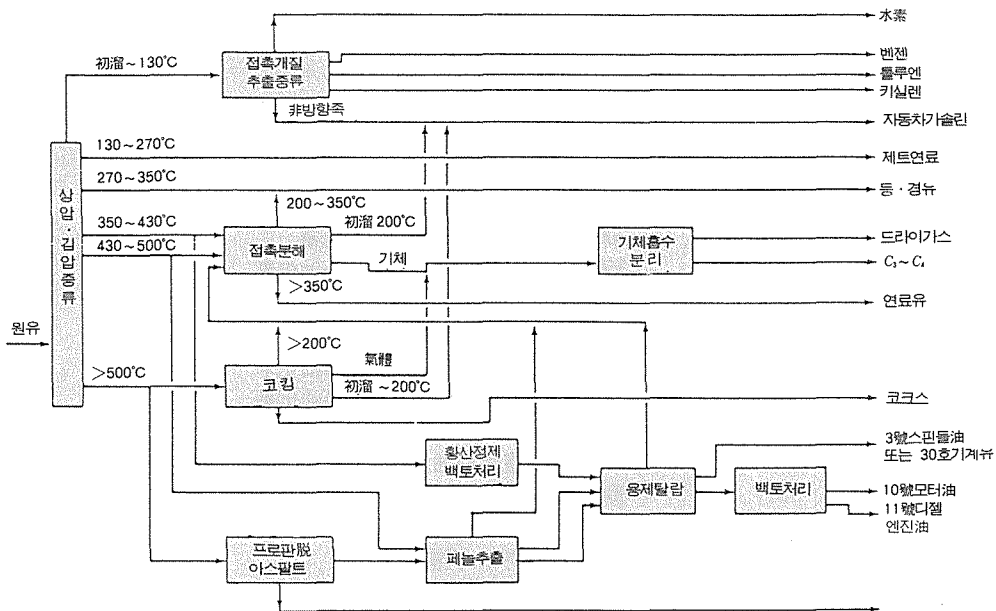 水素
初溜~130°C
접촉개질
추출증류
벤젠
톨루엔
키실렌
非방향족
자동차가솔린
130~270°C
제트연료
270~350°C
등·경뉴
200~350°C
상압·김압증류
350~430°C
初溜 200°C
430~500°C
접촉분해
기체
기체흡수
분리
드라이가스
C₃~C₄
>350°C
연료유
원유
>200°C
氣體
>500°C
코킹
初溜 ~200°C
코크스
황산정제
백토처리
3號스핀들油
또는 30호기계뉴
용제탈랍
백토처리
10號모터油
11號디젤
엔진油
프로판脱
아스팔트
페놀추출